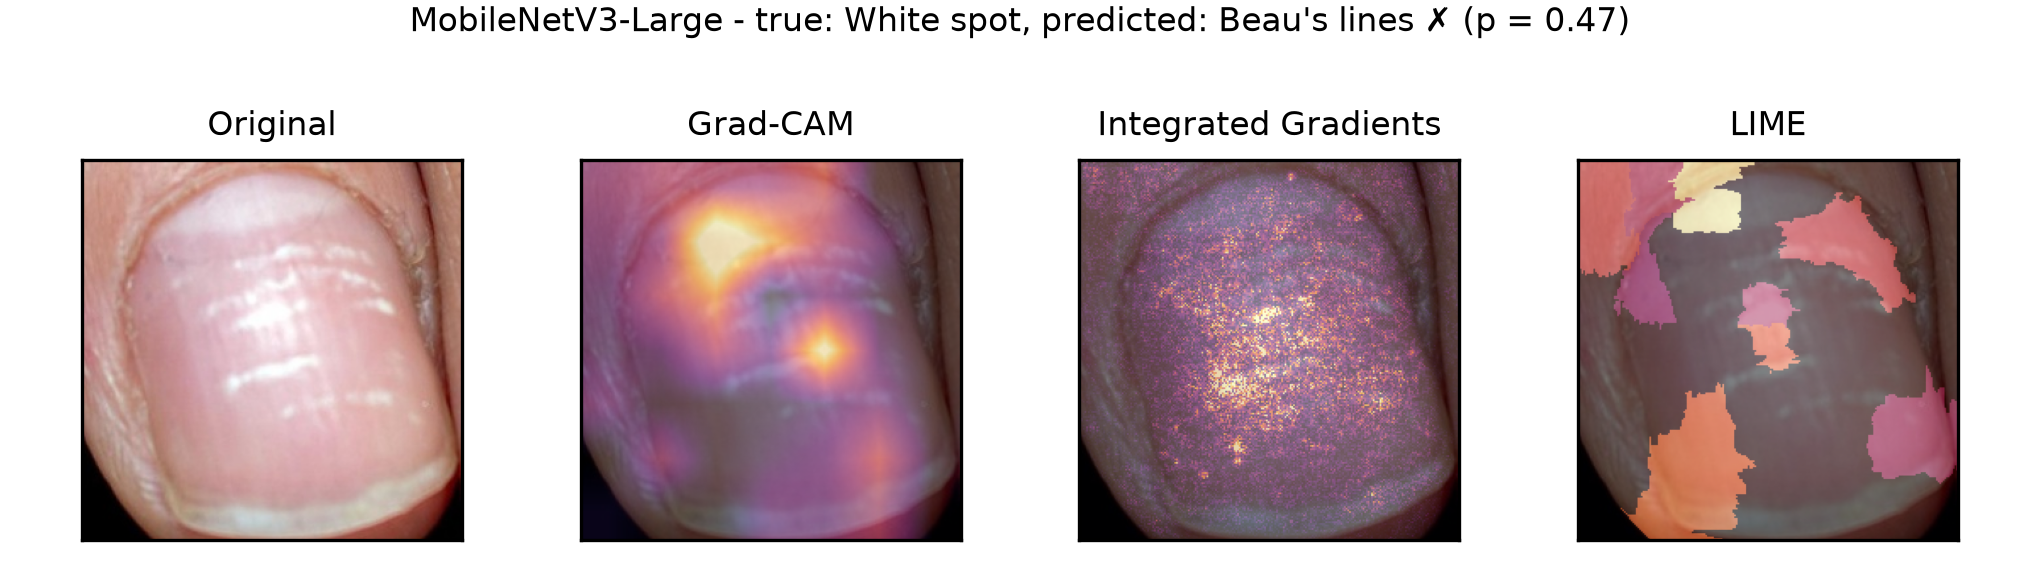 MobileNetV3-Large - true: White spot, predicted: Beau's lines ✗ (p = 0.47)
Original
Grad-CAM
Integrated Gradients
LIME